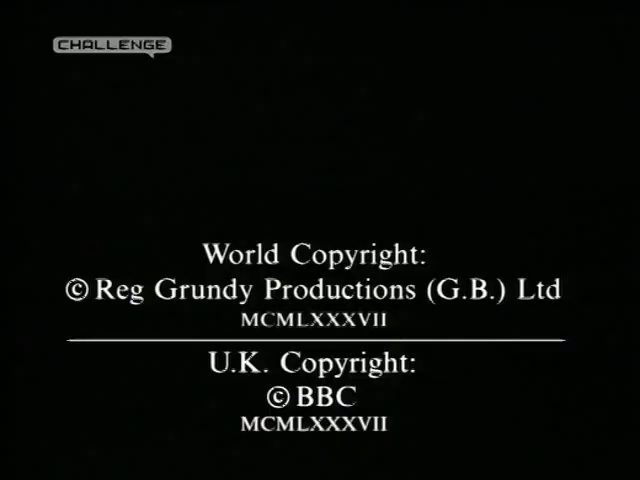 CHALLENGE
World Copyright:
© Reg Grundy Productions (G.B.) Ltd
MCMLXXXVII
U.K. Copyright:
© BBC
MCMLXXXVII